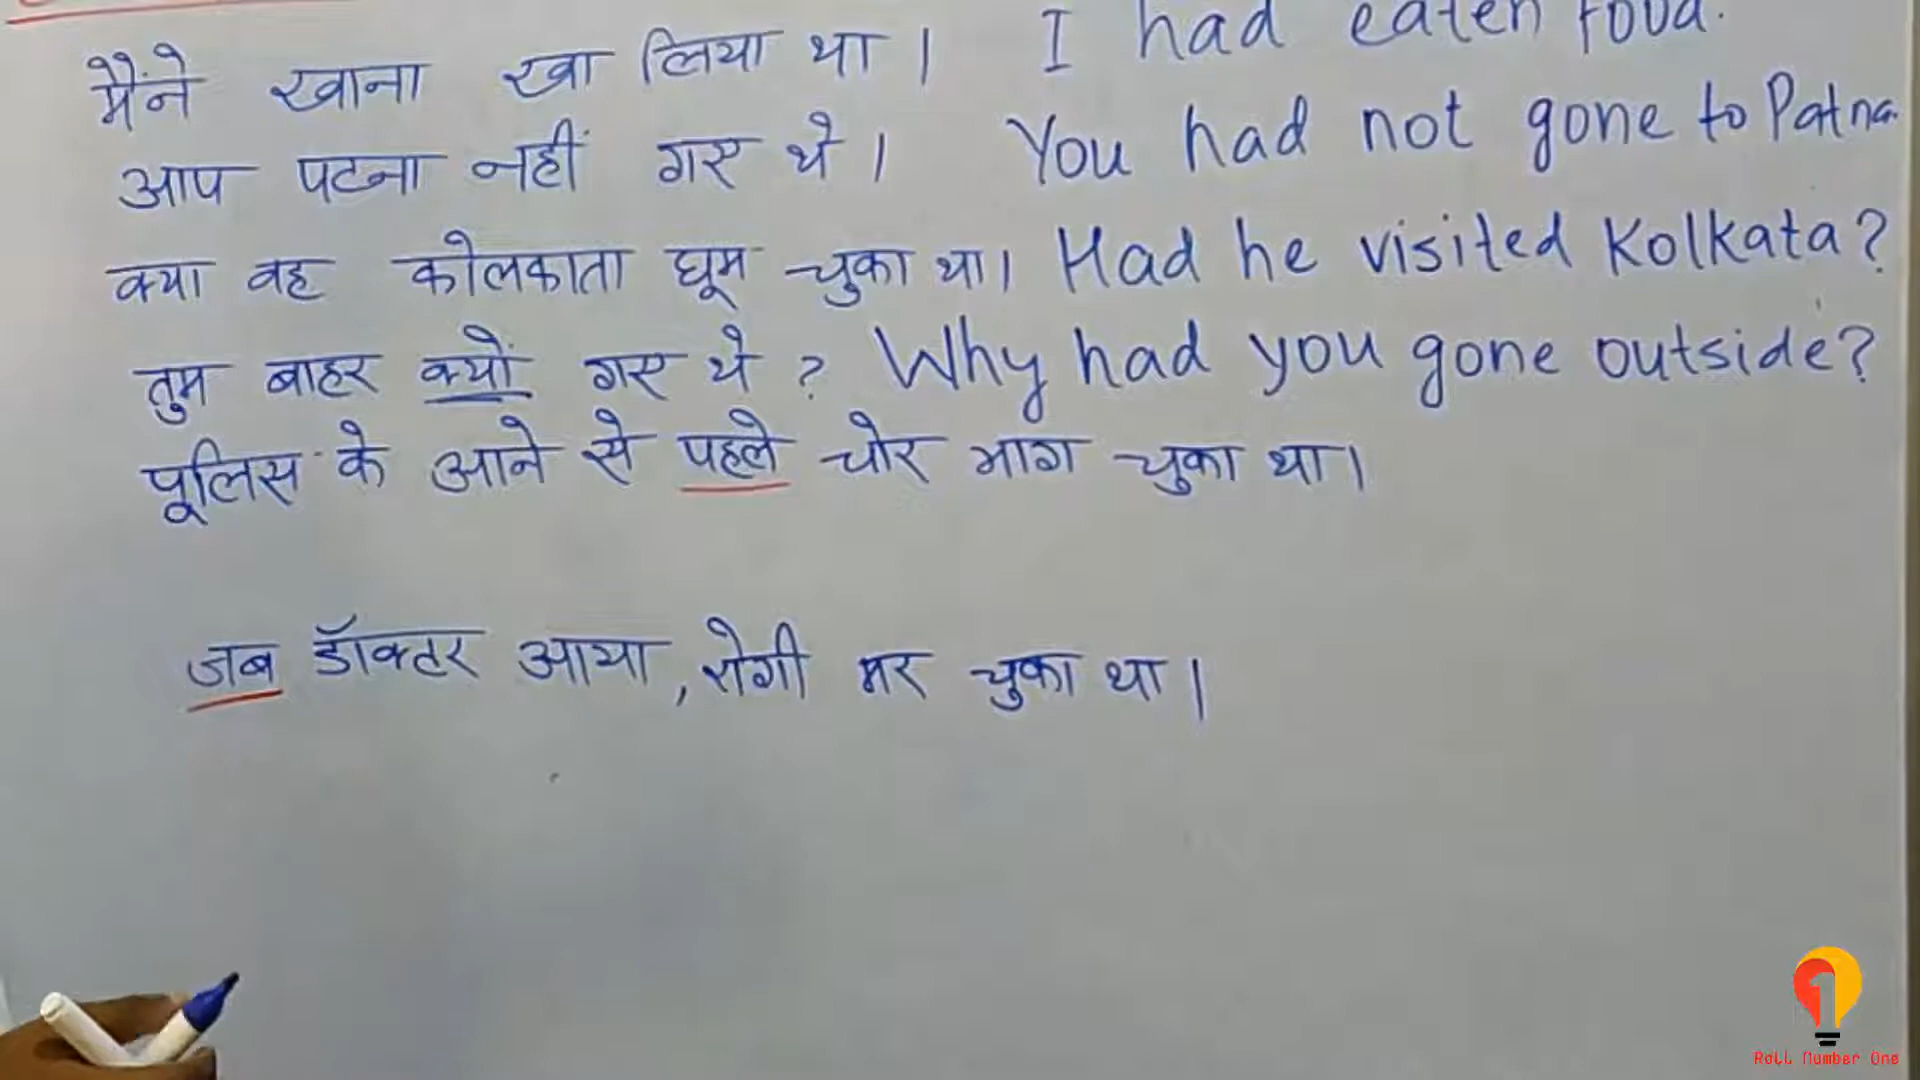 मैंने खाना खा लिया था। I had eaten food.
आप पटना नहीं गए थे। You had not gone to Patna.
क्या वह कोलकाता घूम चुका था। Had he visited Kolkata?
तुम बाहर क्यों गए थे ? Why had you gone outside?
पूलिस के आने से पहले चोर भाग चुका था।
जब डॉक्टर आया, रोगी मर चुका था।
1
Roll Number One